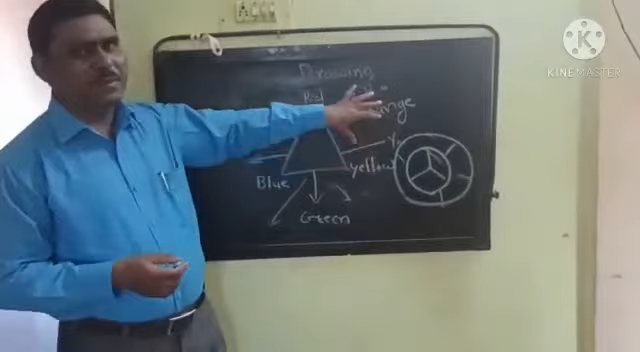 Drawing
Red
Blue
yellow
Green
KINEMASTER